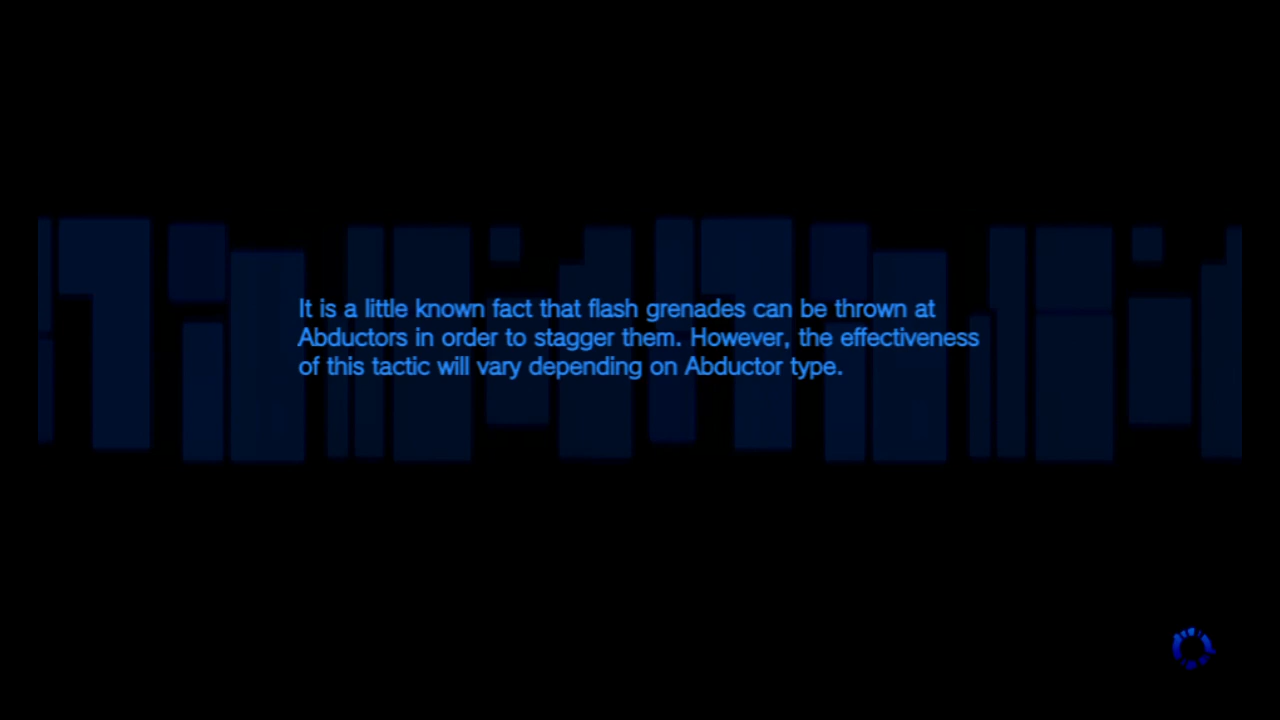 It is a little known fact that flash grenades can be thrown at
Abductors in order to stagger them. However, the effectiveness
of this tactic will vary depending on Abductor type.